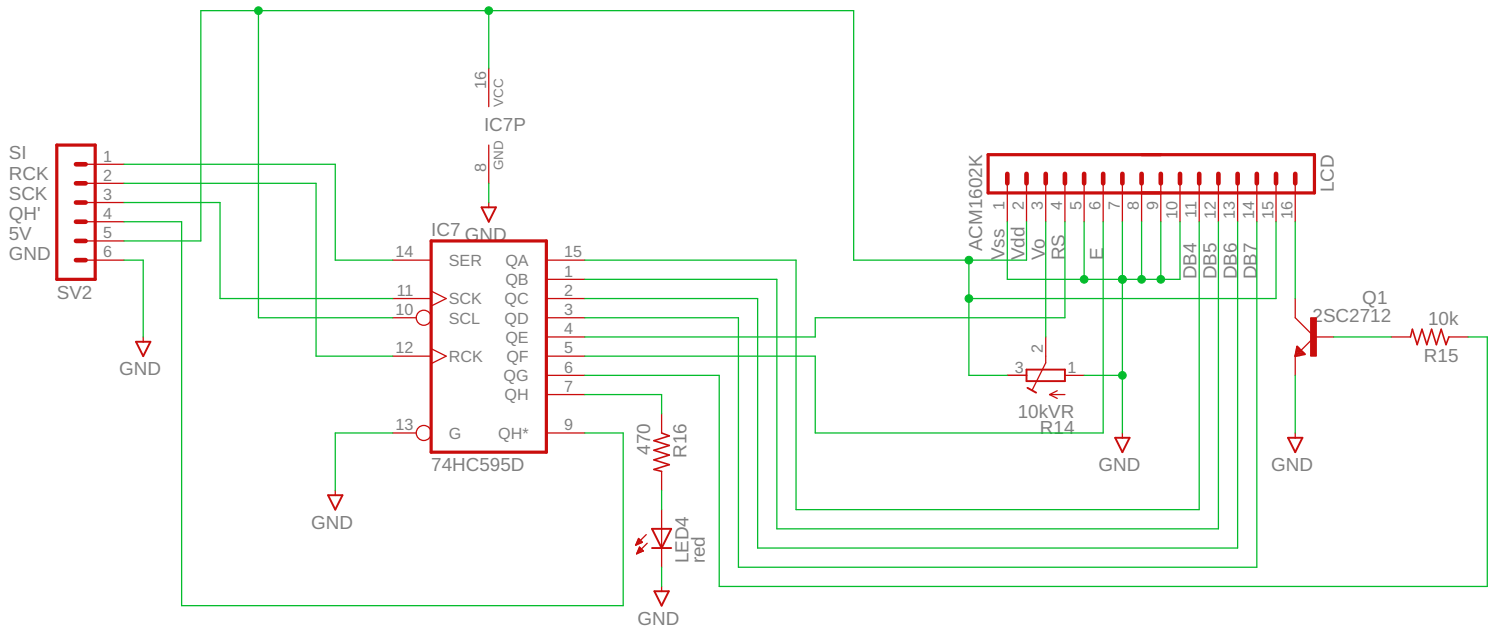 SI
RCK
SCK
QH'
5V
GND
1
2
3
4
5
6
SV2
GND
16
VCC
IC7P
8
GND
GND
IC7
14
SER
11
SCK
10
SCL
12
RCK
13
G
QA
15
QB
1
QC
2
QD
3
QE
4
QF
5
QG
6
QH
7
QH*
9
74HC595D
GND
470
R16
LED4
red
GND
ACM1602K
LCD
1
2
3
4
5
6
7
8
9
10
11
12
13
14
15
16
Vss
Vdd
Vo
RS
E
DB4
DB5
DB6
DB7
2
3
1
10kVR
R14
GND
Q1
2SC2712
10k
R15
GND